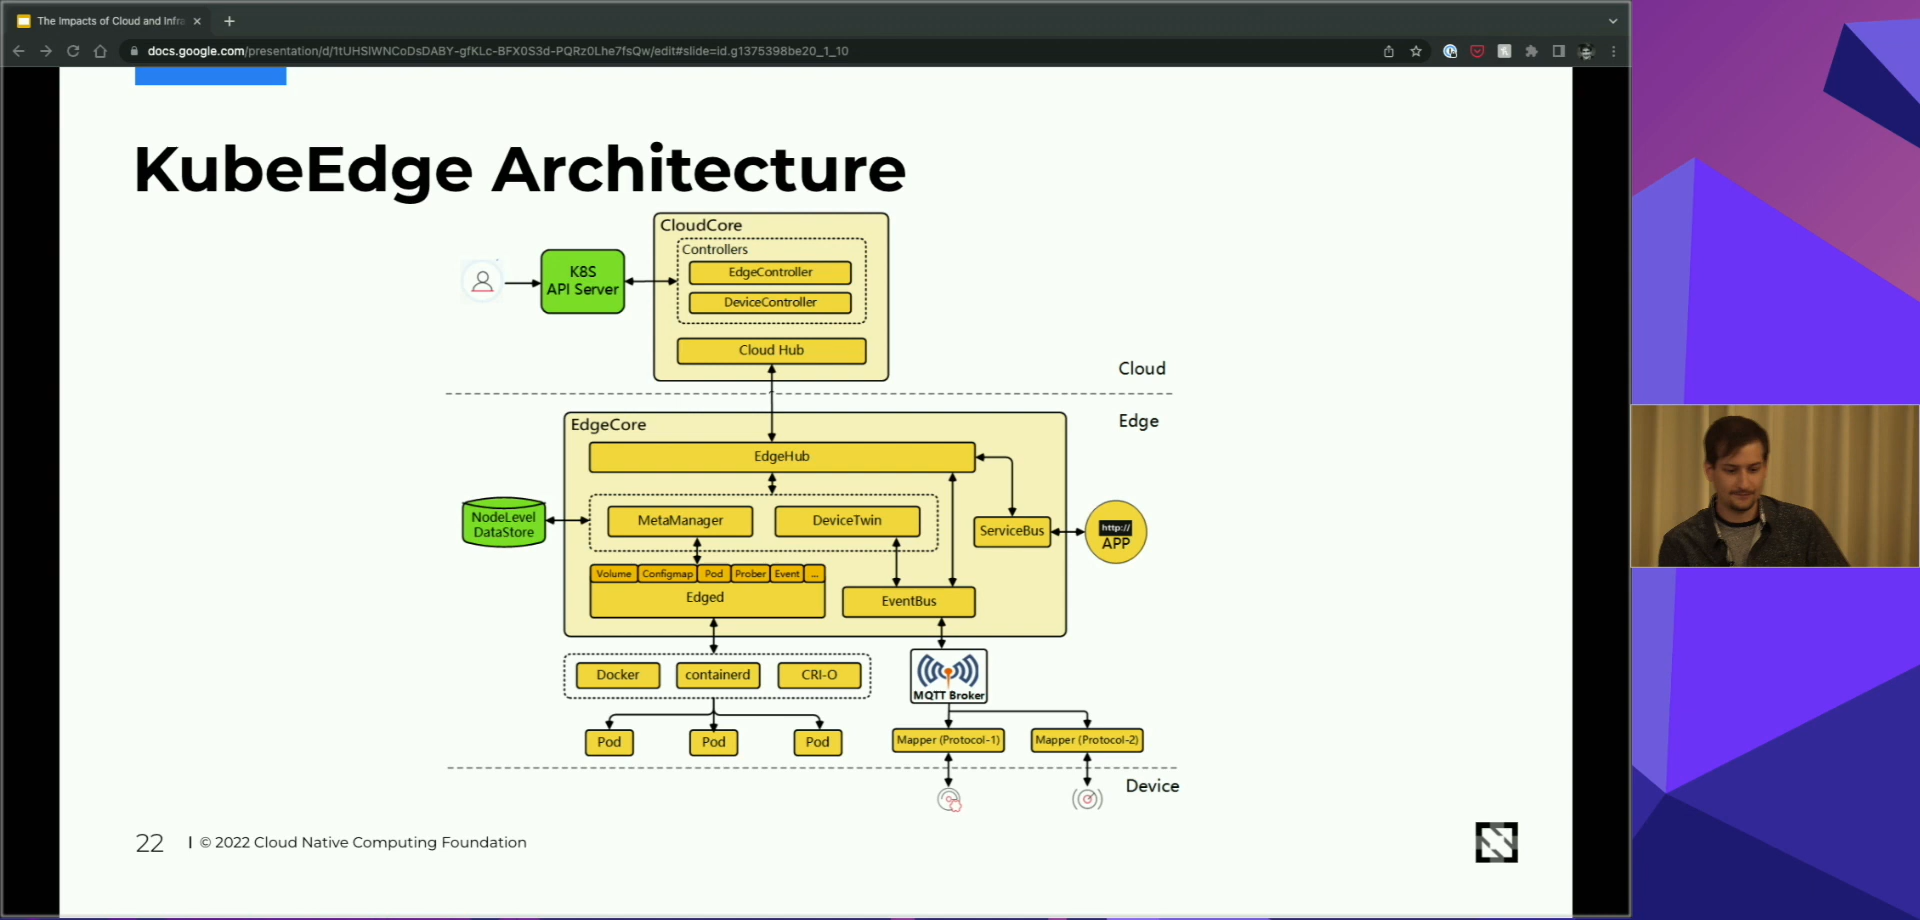 The Impacts of Cloud and Infra
docs.google.com/presentation/d/1tUHSIWNCoDsDABY-gfKLc-BFX0S3d-PQRz0Lhe7fsQw/edit#slide=id.g1375398be20_1_10
KubeEdge Architecture
CloudCore
Controllers
EdgeController
DeviceController
K8S
API Server
Cloud Hub
Cloud
Edge
EdgeCore
EdgeHub
NodeLevel
DataStore
MetaManager
DeviceTwin
ServiceBus
http://
APP
Volume Configmap Pod Prober Event ...
Edged
EventBus
Docker containerd CRI-O
MQTT Broker
Pod Pod Pod
Mapper (Protocol-1) Mapper (Protocol-2)
Device
22 | © 2022 Cloud Native Computing Foundation